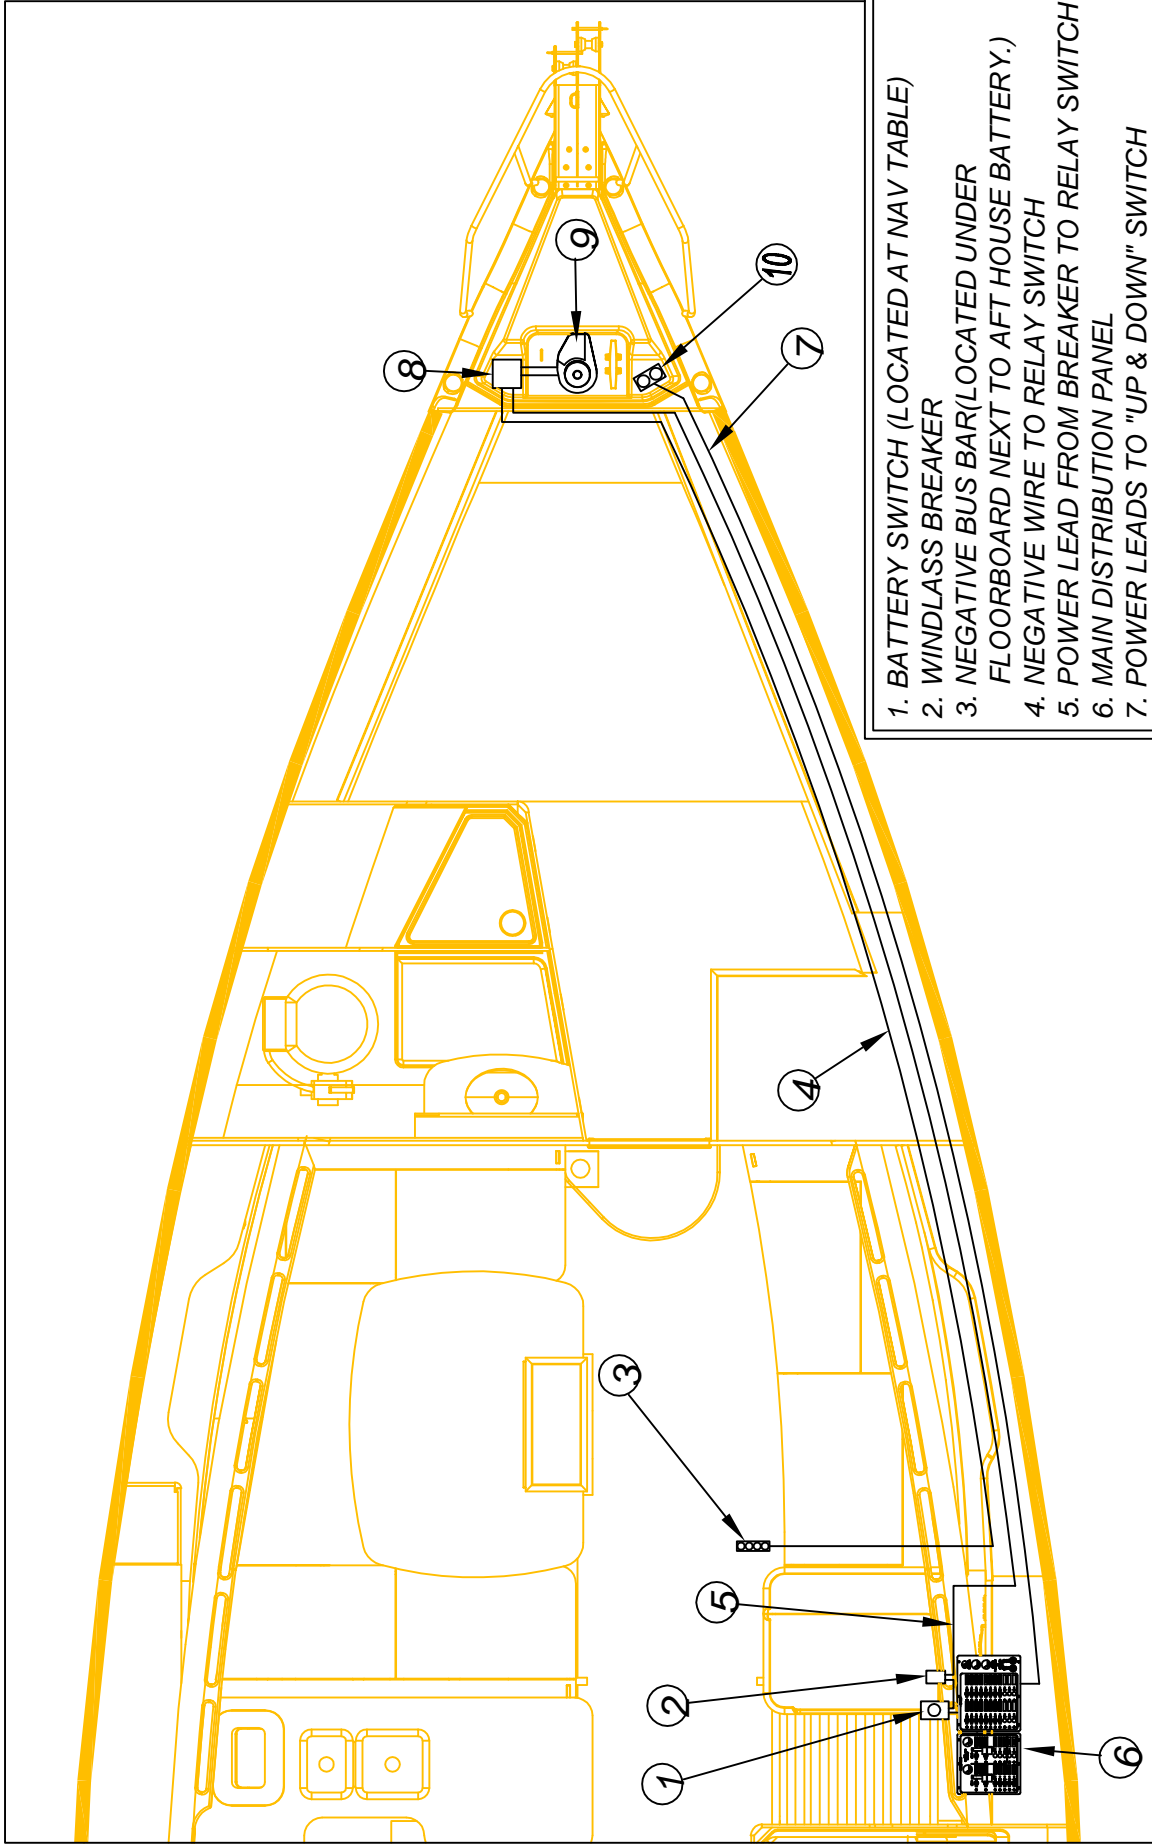 1. BATTERY SWITCH (LOCATED AT NAV TABLE)
2. WINDLASS BREAKER
3. NEGATIVE BUS BAR(LOCATED UNDER
FLOORBOARD NEXT TO AFT HOUSE BATTERY.)
4. NEGATIVE WIRE TO RELAY SWITCH
5. POWER LEAD FROM BREAKER TO RELAY SWITCH
6. MAIN DISTRIBUTION PANEL
7. POWER LEADS TO "UP & DOWN" SWITCH
1
2
3
4
5
6
7
8
9
10